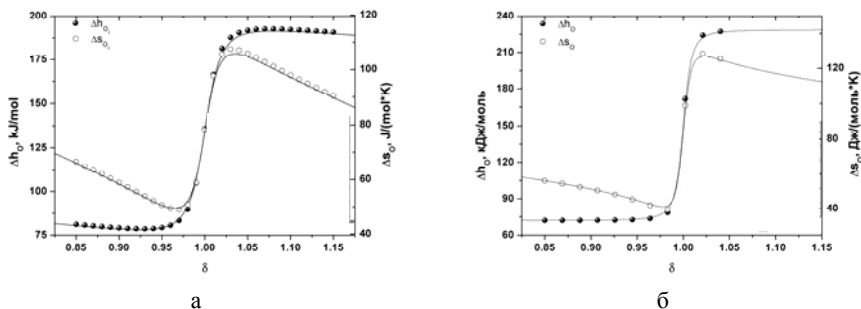 200
175
150
125
100
75
Δh_O, kJ/mol
Δh_O,
Δs_O,
120
100
80
60
40
Δs_O, J/(mol*K)
0.85 0.90 0.95 1.00 1.05 1.10 1.15
δ
а
240
210
180
150
120
90
60
Δh_O, кДж/моль
Δh_O
Δs_O
120
80
40
Δs_O, Дж/(моль*К)
0.85 0.90 0.95 1.00 1.05 1.10 1.15
δ
б